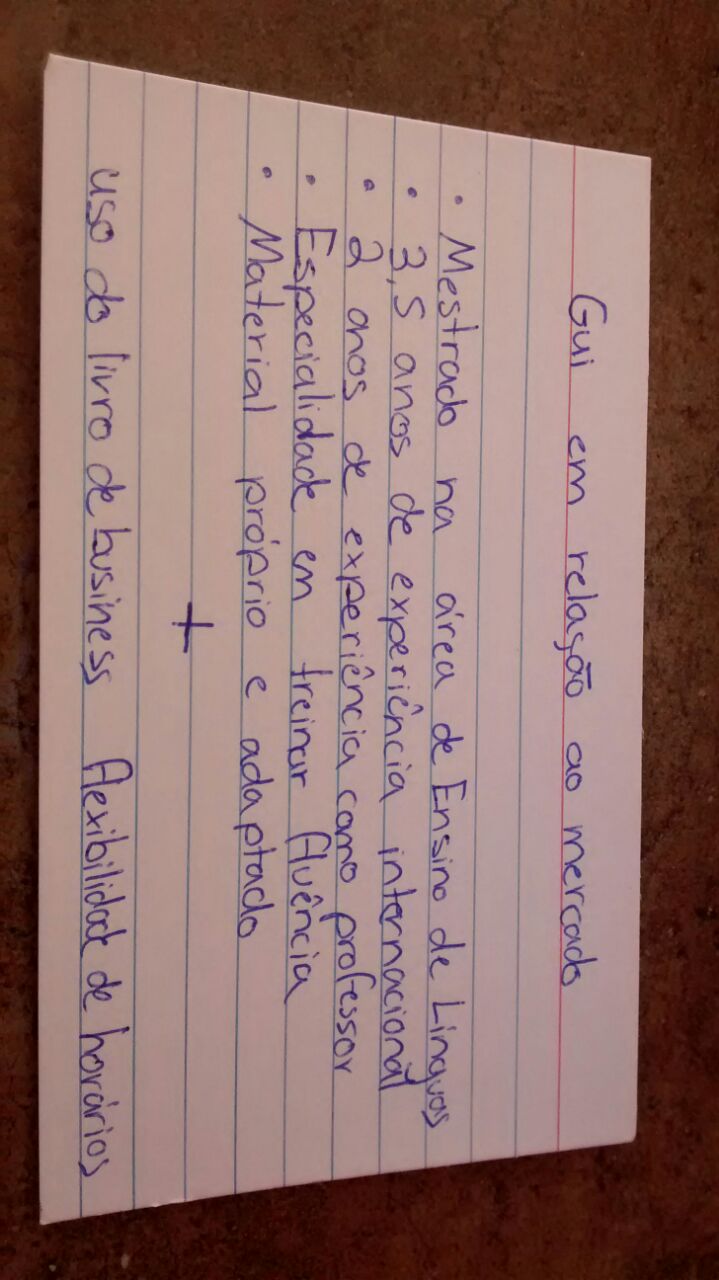 Gui em relação ao mercado
• Mestrado na área de Ensino de Línguas
• 3,5 anos de experiência internacional
• 2 anos de experiência como professor
• Especialidade em treinar fluência
• Material próprio e adaptado
+
uso do livro de business flexibilidade de horários